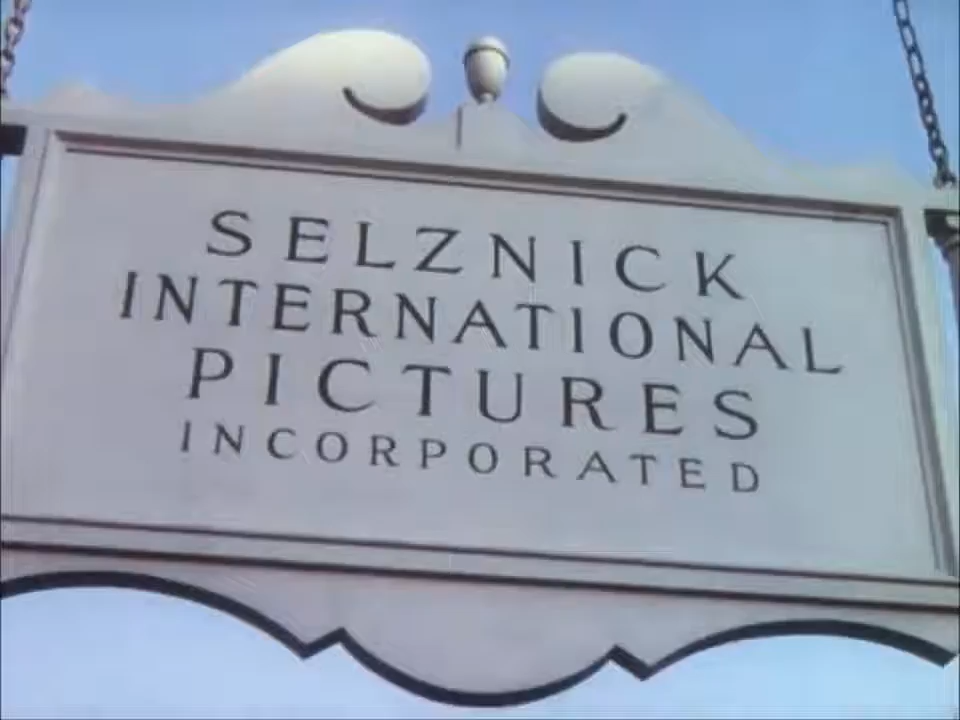 SELZNICK
INTERNATIONAL
PICTURES
INCORPORATED